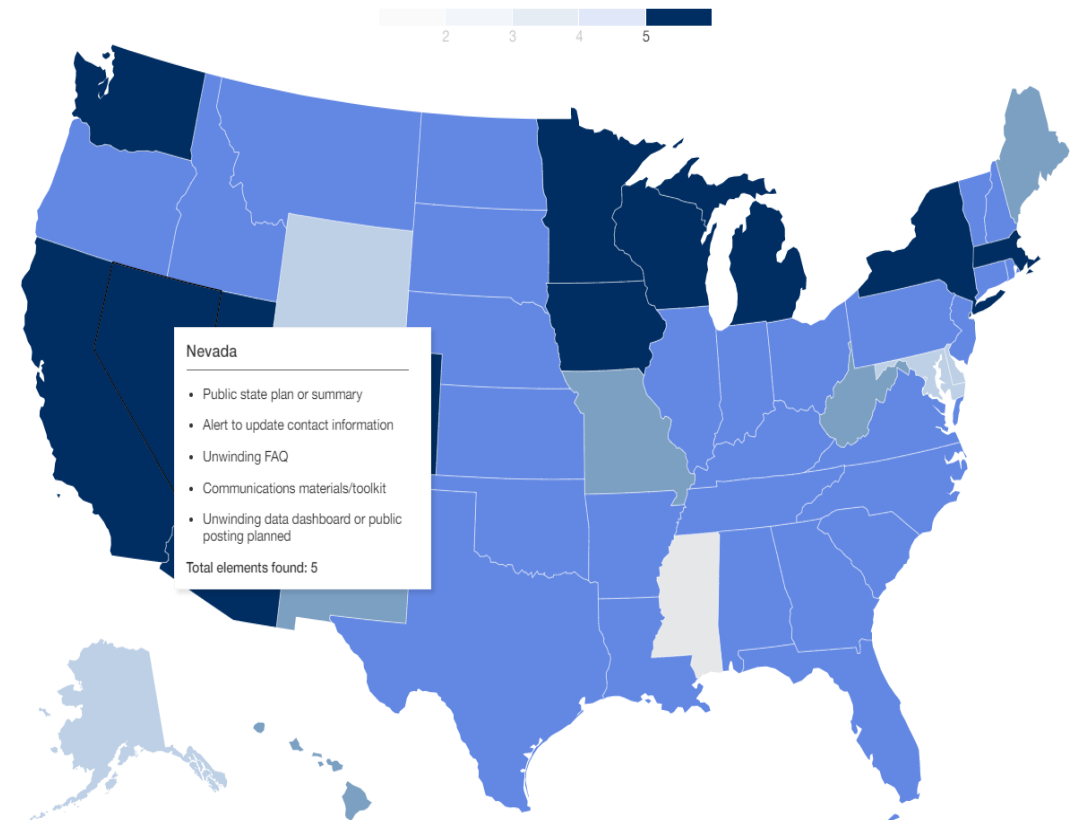 2 3 4 5
Nevada
• Public state plan or summary
• Alert to update contact information
• Unwinding FAQ
• Communications materials/toolkit
• Unwinding data dashboard or public
posting planned
Total elements found: 5